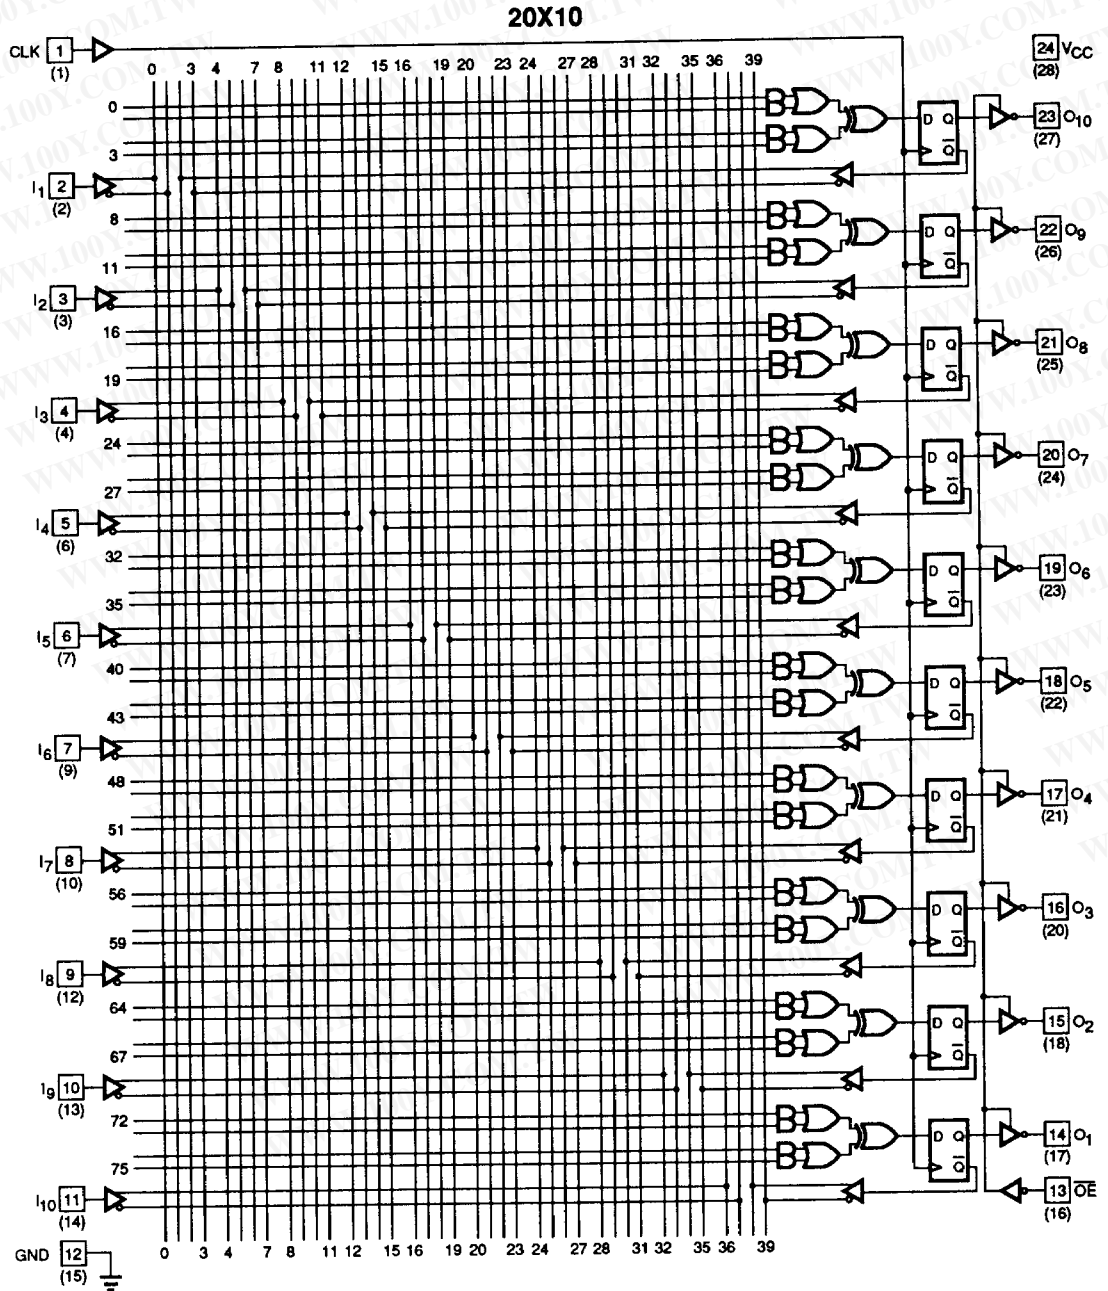 20X10
CLK 1 (1)
24 VCC (28)
0 3 4 7 8 11 12 15 16 19 20 23 24 27 28 31 32 35 36 39
0
D Q
Q
23 O10 (27)
3
I1 2 (2)
8
D Q
Q
22 O9 (26)
11
I2 3 (3)
16
D Q
Q
21 O8 (25)
19
I3 4 (4)
24
D Q
Q
20 O7 (24)
27
I4 5 (6)
32
D Q
Q
19 O6 (23)
35
I5 6 (7)
40
D Q
Q
18 O5 (22)
43
I6 7 (9)
48
D Q
Q
17 O4 (21)
51
I7 8 (10)
56
D Q
Q
16 O3 (20)
59
I8 9 (12)
64
D Q
Q
15 O2 (18)
67
I9 10 (13)
72
D Q
Q
14 O1 (17)
75
I10 11 (14)
13 OE (16)
0 3 4 7 8 11 12 15 16 19 20 23 24 27 28 31 32 35 36 39
GND 12 (15)
WWW.100Y.COM.TW